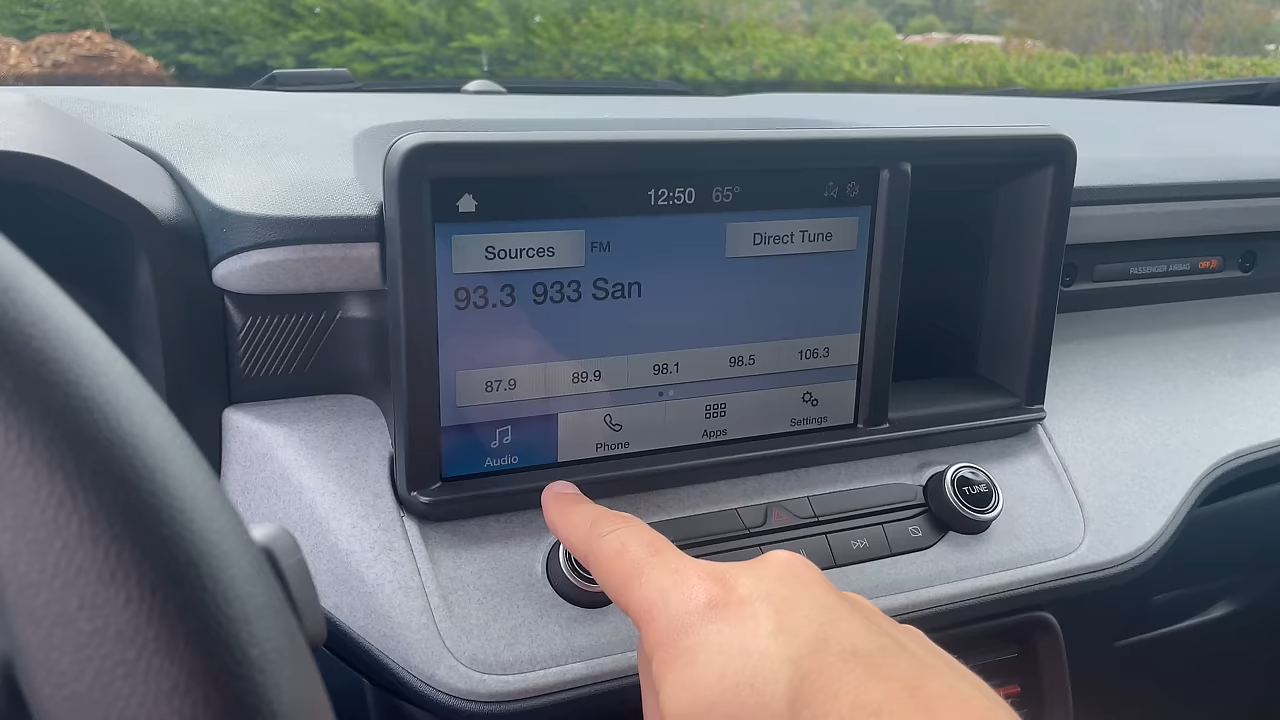 12:50 65°
Sources FM Direct Tune
93.3 933 San
87.9 89.9 98.1 98.5 106.3
Audio Phone Apps Settings
PASSENGER AIRBAG OFF
TUNE